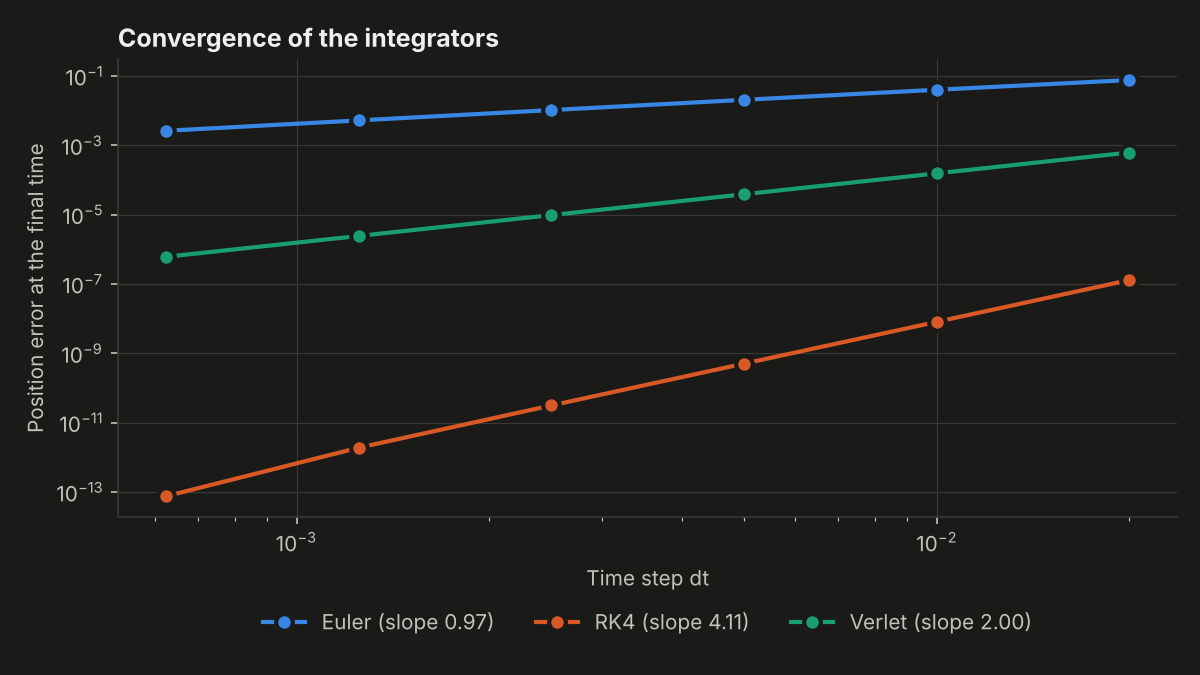 Convergence of the integrators
Position error at the final time
10⁻¹
10⁻³
10⁻⁵
10⁻⁷
10⁻⁹
10⁻¹¹
10⁻¹³
10⁻³
10⁻²
Time step dt
Euler (slope 0.97)
RK4 (slope 4.11)
Verlet (slope 2.00)